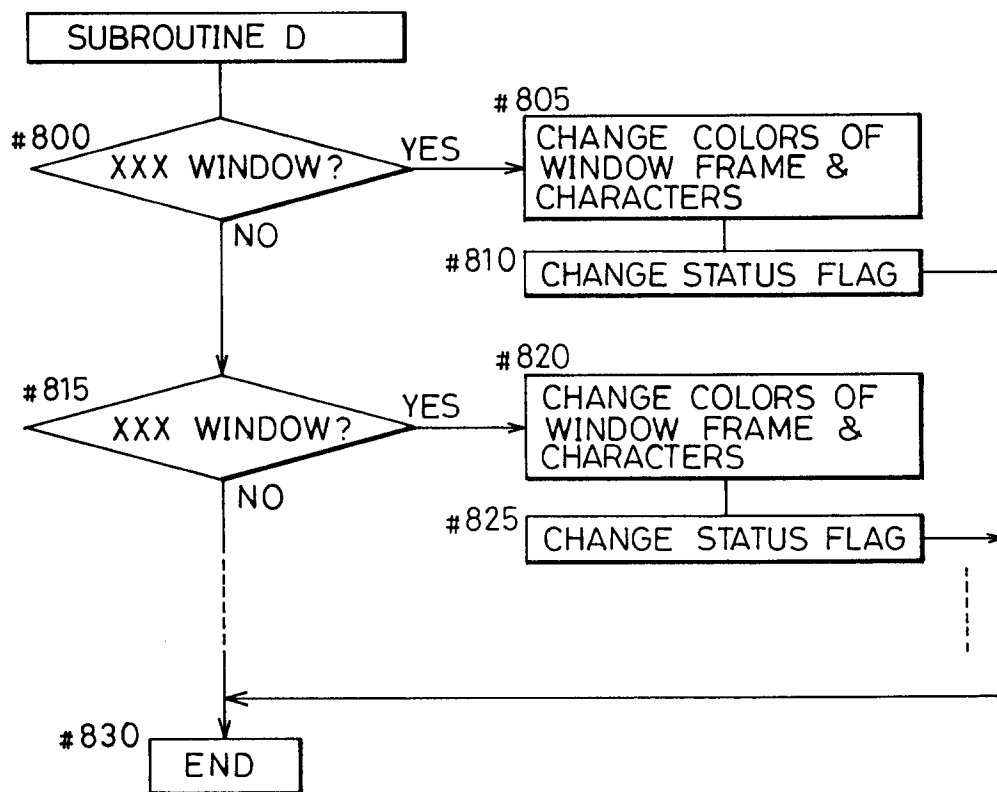 SUBROUTINE D
#800
XXX WINDOW?
YES
NO
#805
CHANGE COLORS OF
WINDOW FRAME &
CHARACTERS
#810
CHANGE STATUS FLAG
#815
XXX WINDOW?
YES
NO
#820
CHANGE COLORS OF
WINDOW FRAME &
CHARACTERS
#825
CHANGE STATUS FLAG
#830
END